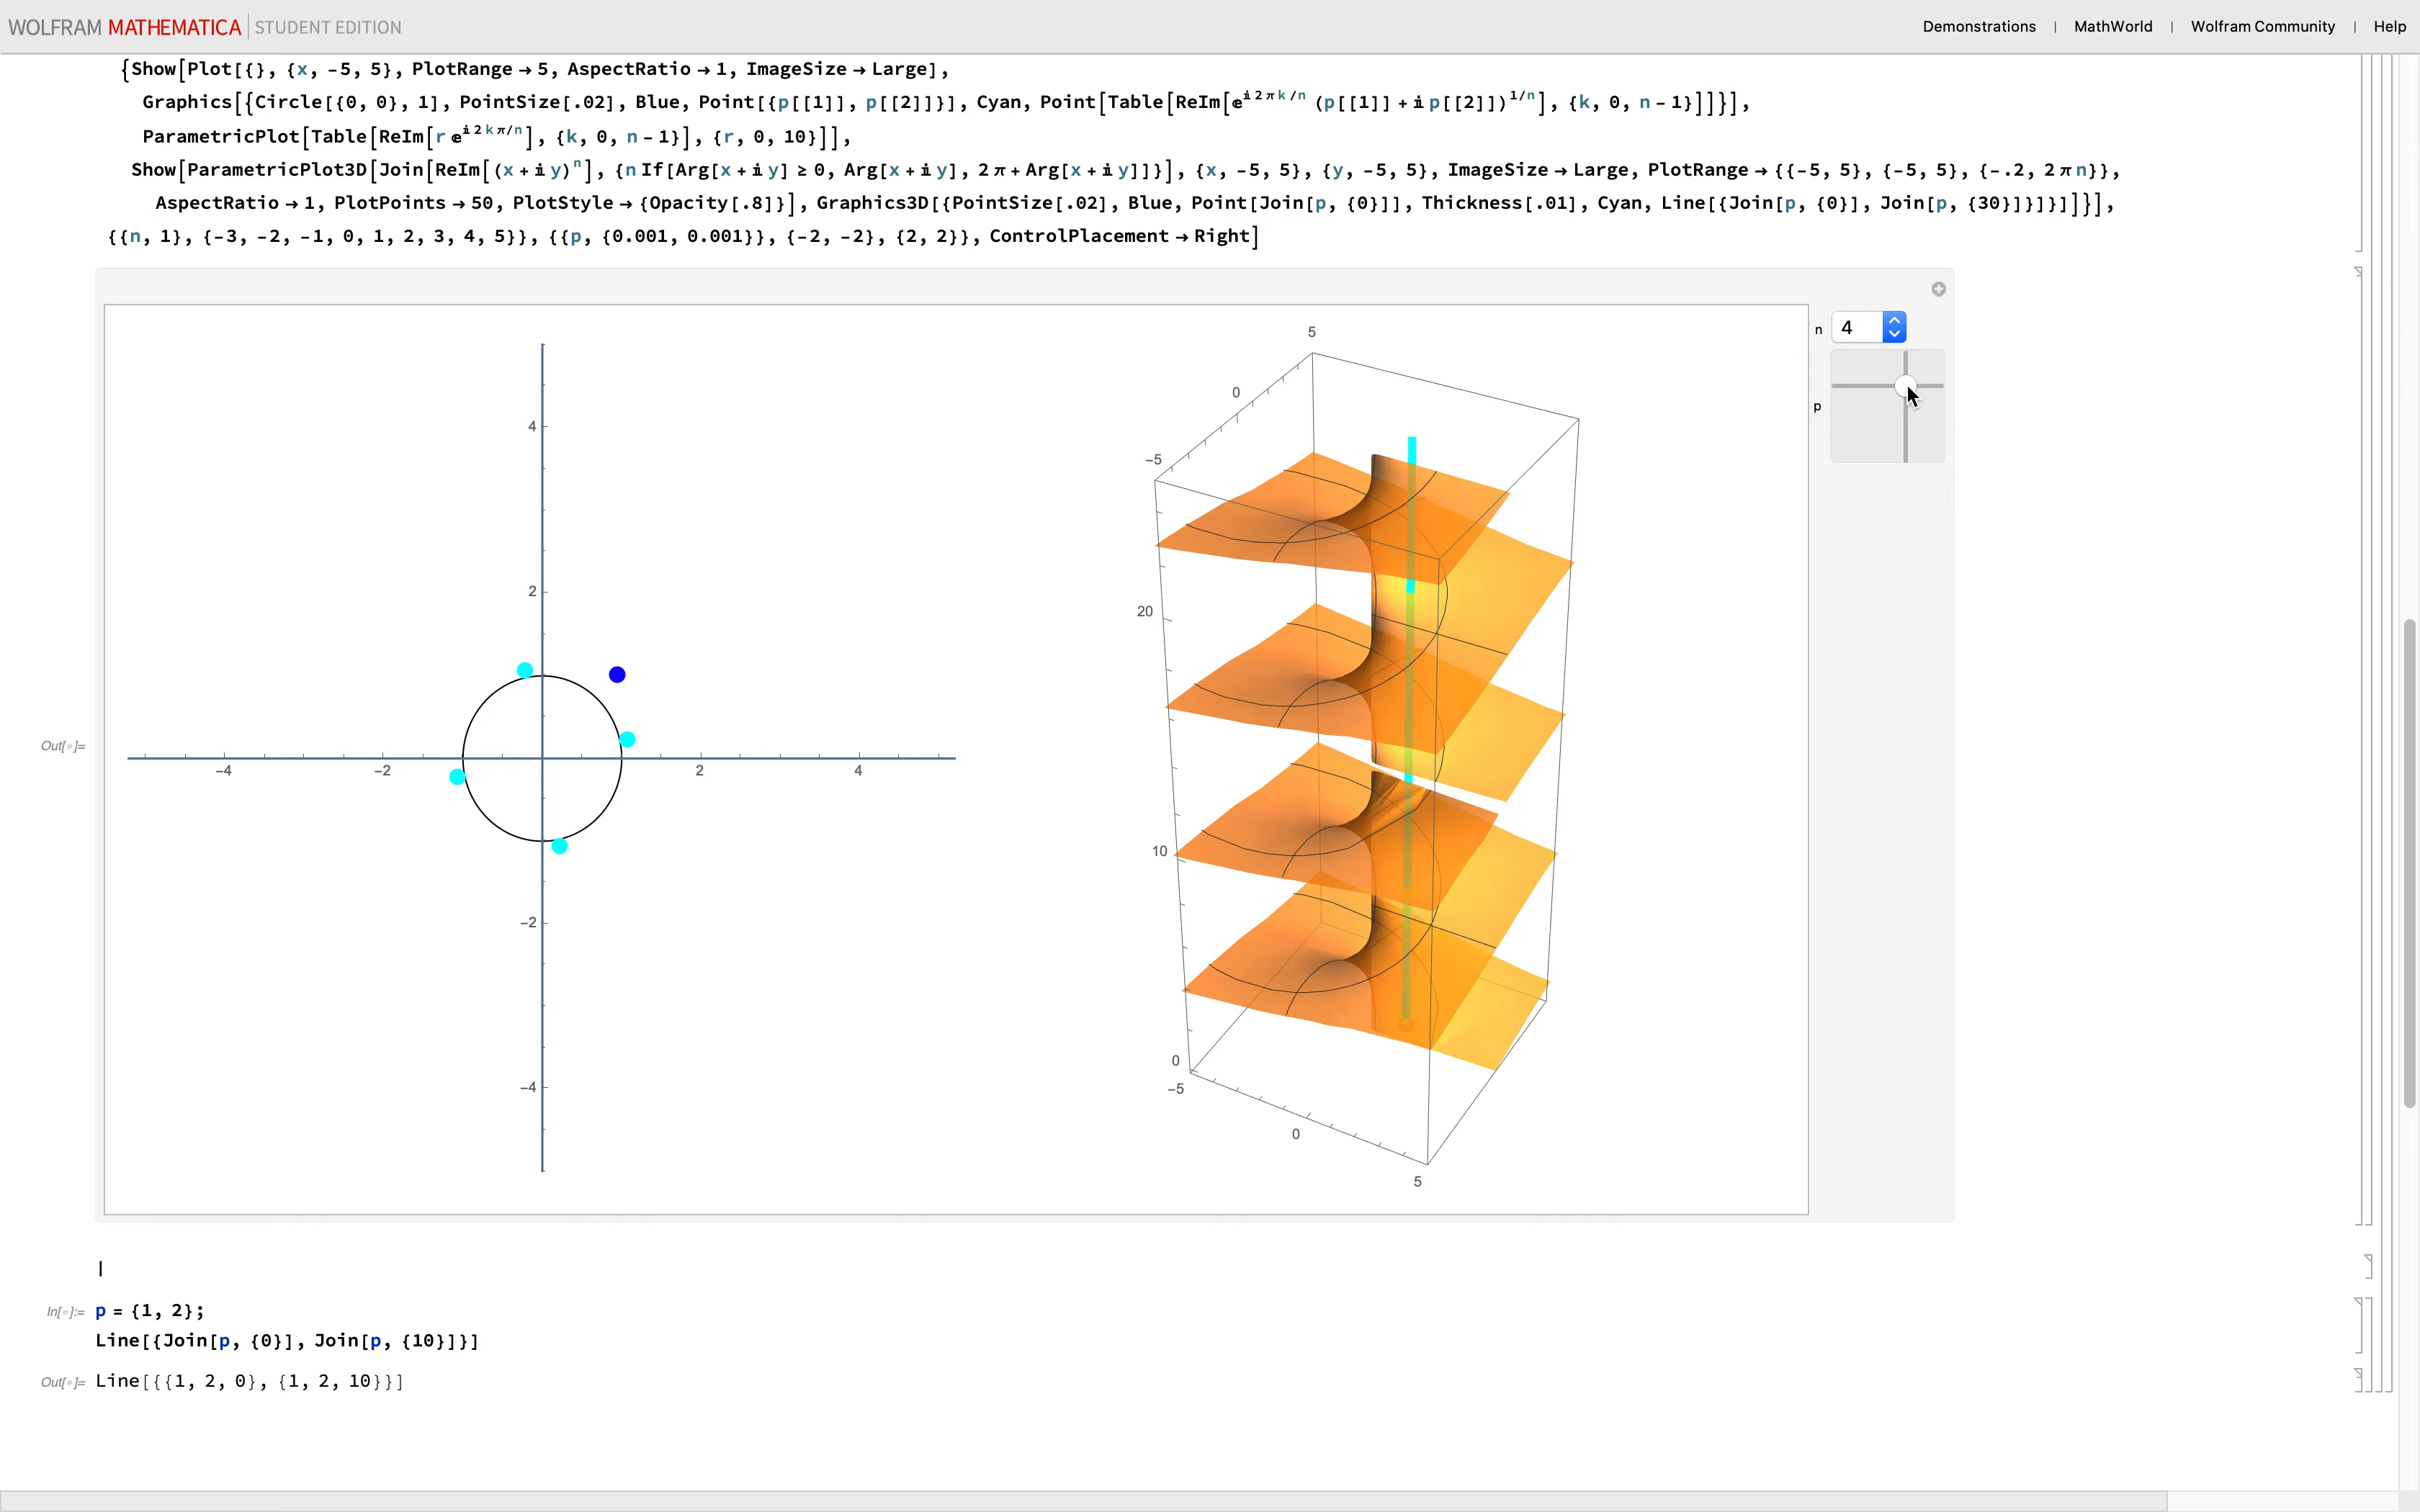 WOLFRAM MATHEMATICA | STUDENT EDITION
Demonstrations | MathWorld | Wolfram Community | Help
{Show[Plot[{}, {x, -5, 5}, PlotRange → 5, AspectRatio → 1, ImageSize → Large],
Graphics[{Circle[{0, 0}, 1], PointSize[.02], Blue, Point[{p[[1]], p[[2]]}], Cyan, Point[Table[ReIm[ⅇ^(ⅈ 2 π k/n) (p[[1]] + ⅈ p[[2]])^(1/n)], {k, 0, n - 1}]]}],
ParametricPlot[Table[ReIm[r ⅇ^(ⅈ 2 k π/n)], {k, 0, n - 1}], {r, 0, 10}]],
Show[ParametricPlot3D[Join[ReIm[(x + ⅈ y)^n], {n If[Arg[x + ⅈ y] ≥ 0, Arg[x + ⅈ y], 2 π + Arg[x + ⅈ y]]}], {x, -5, 5}, {y, -5, 5}, ImageSize → Large, PlotRange → {{-5, 5}, {-5, 5}, {-.2, 2 π n}},
AspectRatio → 1, PlotPoints → 50, PlotStyle → {Opacity[.8]}], Graphics3D[{PointSize[.02], Blue, Point[Join[p, {0}]], Thickness[.01], Cyan, Line[{Join[p, {0}], Join[p, {30}]}]}]]}],
{{n, 1}, {-3, -2, -1, 0, 1, 2, 3, 4, 5}}, {{p, {0.001, 0.001}}, {-2, -2}, {2, 2}}, ControlPlacement → Right]
n 4
p
Out[•]=
4
2
-4
-2
2
4
-2
-4
5
0
-5
20
10
0
-5
0
5
In[•]:= p = {1, 2};
Line[{Join[p, {0}], Join[p, {10}]}]
Out[•]= Line[{{1, 2, 0}, {1, 2, 10}}]